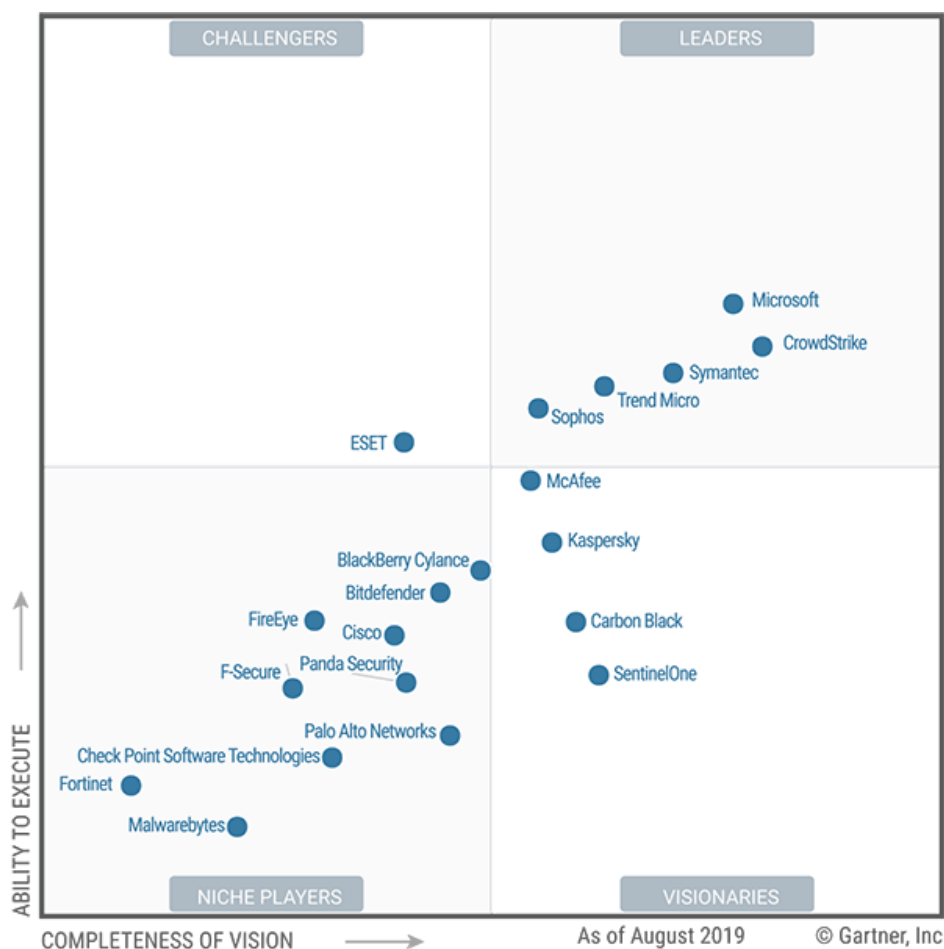 CHALLENGERS
LEADERS
Microsoft
CrowdStrike
Symantec
Trend Micro
Sophos
ESET
McAfee
Kaspersky
BlackBerry Cylance
Bitdefender
FireEye
Carbon Black
Cisco
Panda Security
F-Secure
SentinelOne
Palo Alto Networks
Check Point Software Technologies
Fortinet
Malwarebytes
NICHE PLAYERS
VISIONARIES
ABILITY TO EXECUTE
COMPLETENESS OF VISION
As of August 2019
© Gartner, Inc